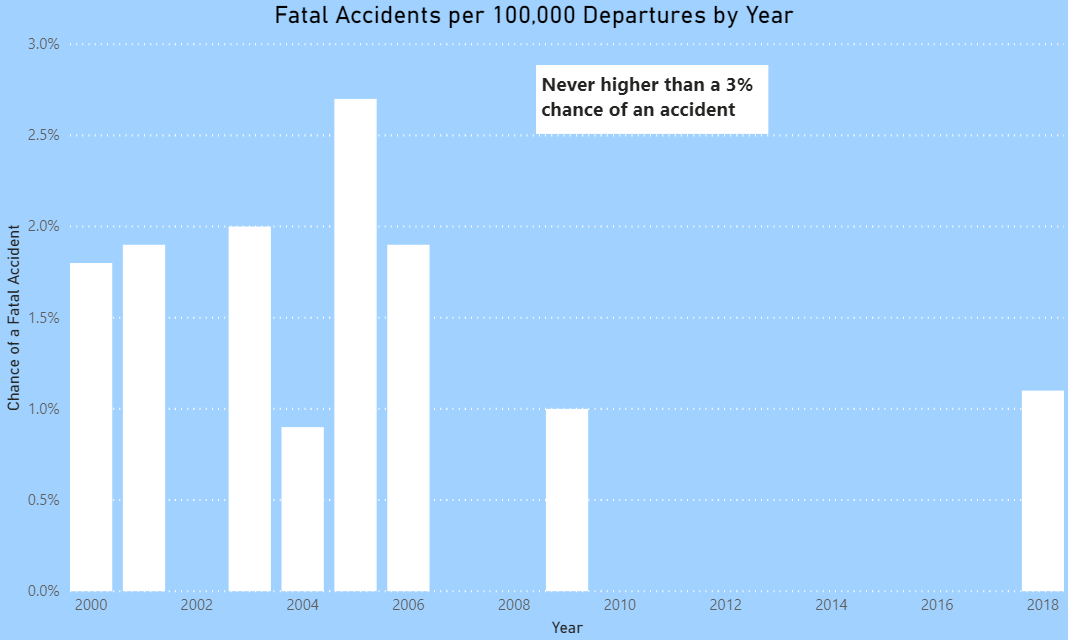 Fatal Accidents per 100,000 Departures by Year
3.0%
Never higher than a 3%
chance of an accident
2.5%
2.0%
1.5%
1.0%
0.5%
0.0%
Chance of a Fatal Accident
2000 2002 2004 2006 2008 2010 2012 2014 2016 2018
Year